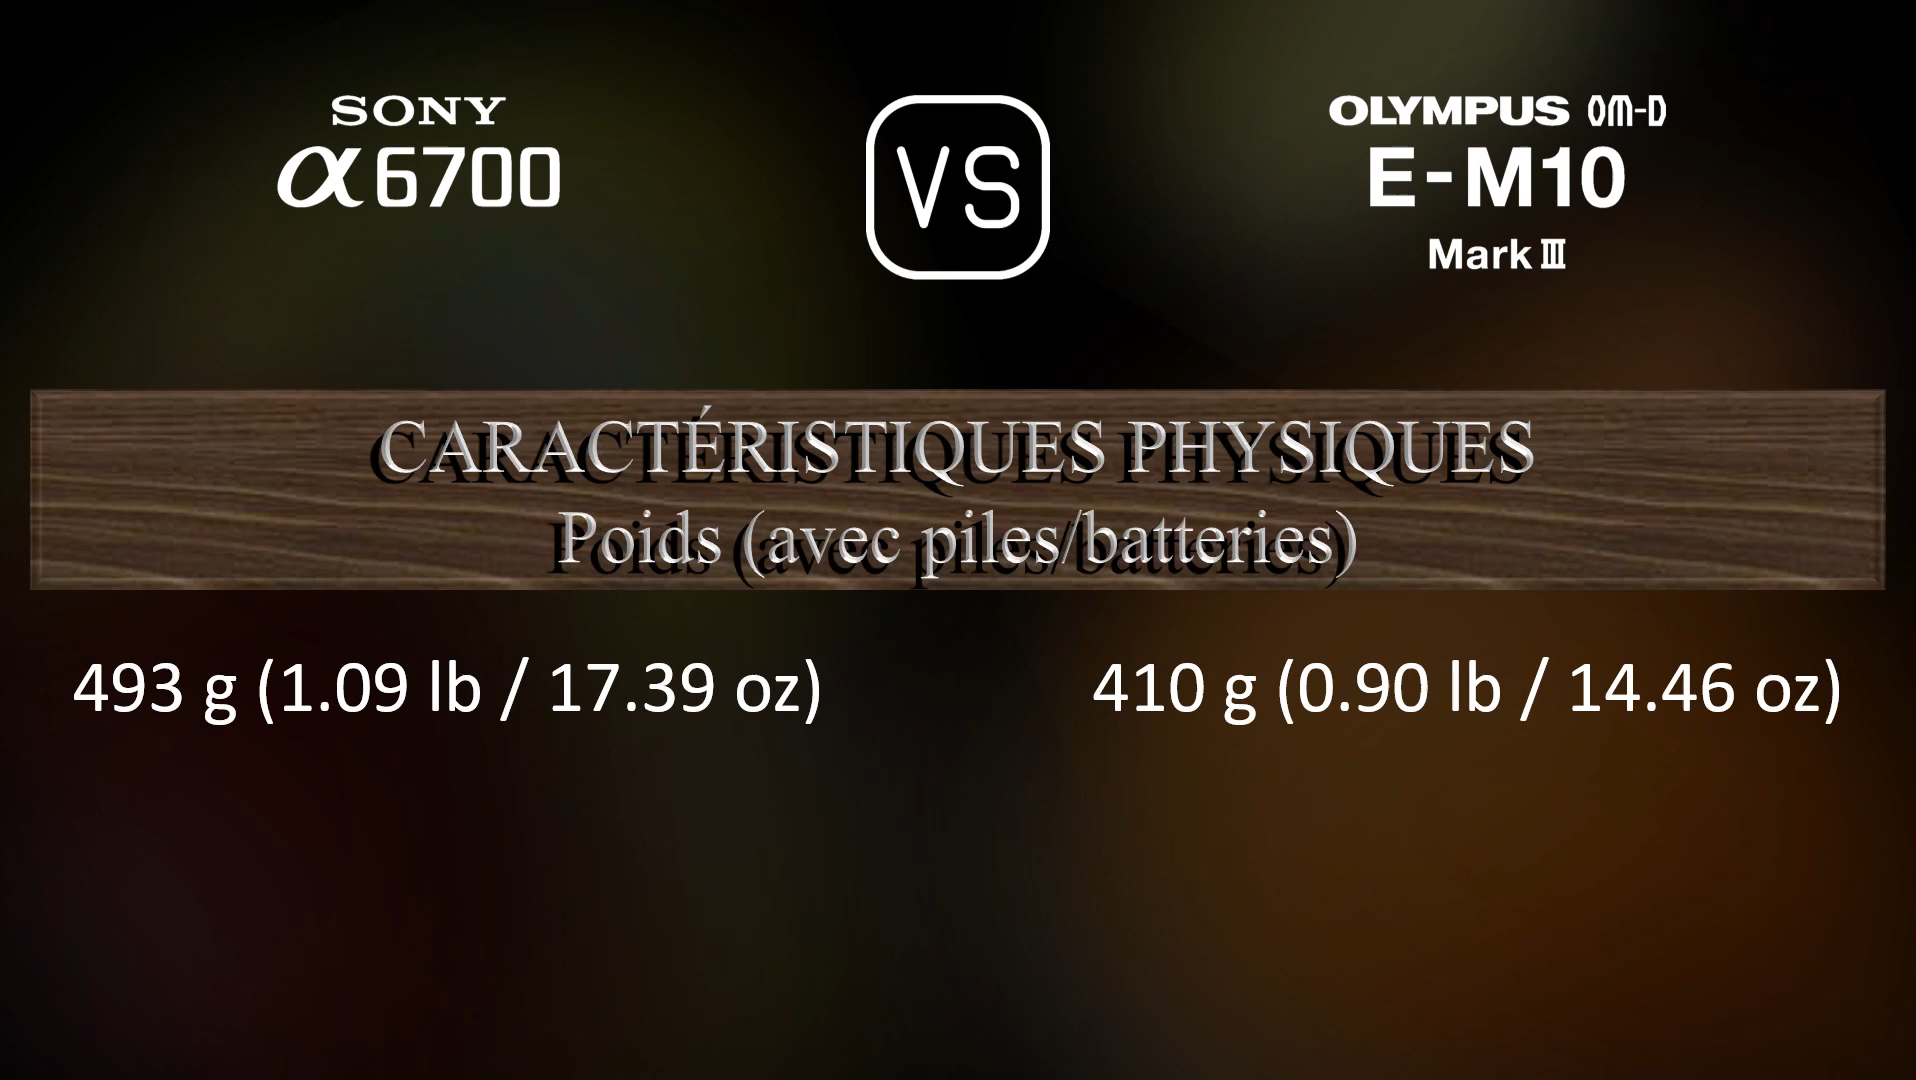 SONY
α6700
VS
OLYMPUS OM-D
E-M10
Mark III
CARACTÉRISTIQUES PHYSIQUES
Poids (avec piles/batteries)
493 g (1.09 lb / 17.39 oz)
410 g (0.90 lb / 14.46 oz)